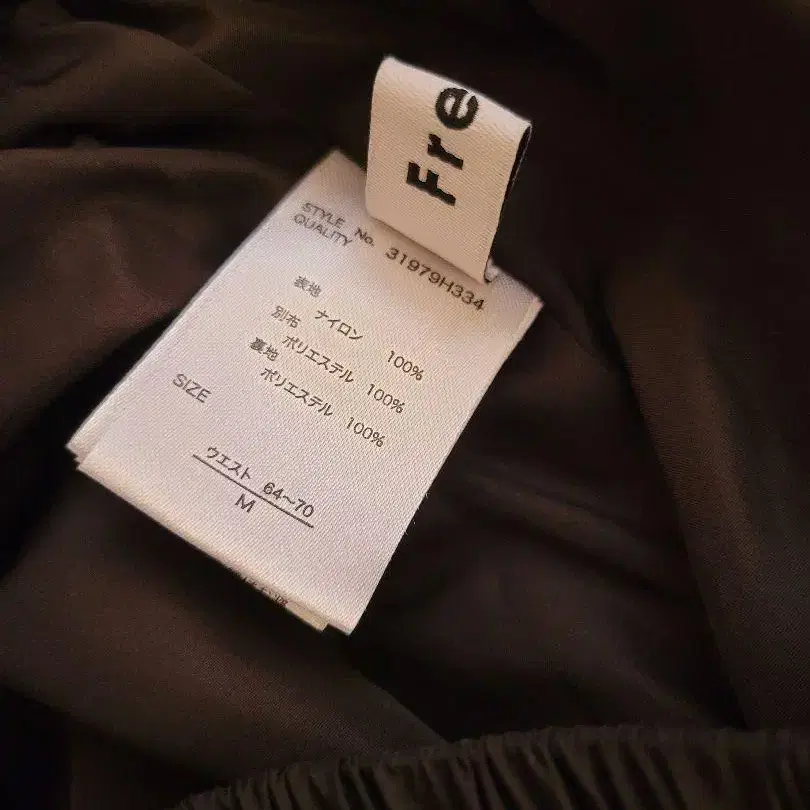 Fre
STYLE No. 31979H334
QUALITY
表地
ナイロン 100%
別布
ポリエステル 100%
裏地
ポリエステル 100%
SIZE
ウエスト 64～70
M